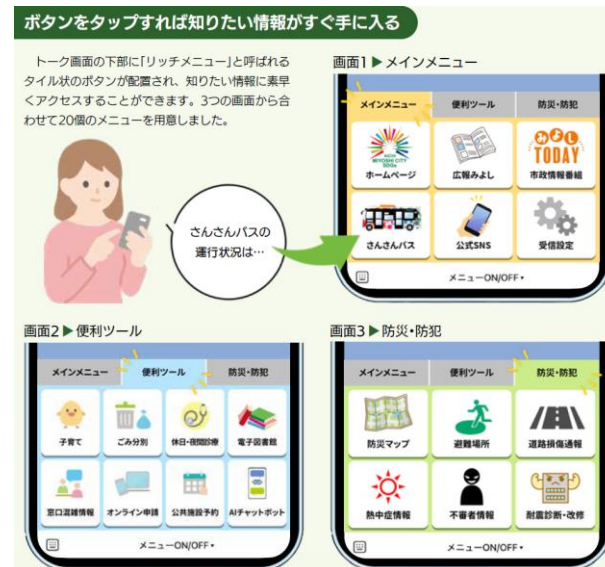 ボタンをタップすれば知りたい情報がすぐ手に入る
トーク画面の下部に「リッチメニュー」と呼ばれる
タイル状のボタンが配置され、知りたい情報に素早
くアクセスすることができます。3つの画面から合
わせて20個のメニューを用意しました。
さんさんバスの
運行状況は…
画面1▶メインメニュー
メインメニュー 便利ツール 防災・防犯
MIYOSHI CITY
SDGs
みよし
TODAY
ホームページ 広報みよし 市政情報番組
さんさんバス 公式SNS 受信設定
メニューON/OFF▾
画面2▶便利ツール
メインメニュー 便利ツール 防災・防犯
子育て ごみ分別 休日・夜間診療 電子図書館
窓口混雑情報 オンライン申請 公共施設予約 AIチャットボット
メニューON/OFF▾
画面3▶防災・防犯
メインメニュー 便利ツール 防災・防犯
防災マップ 避難場所 道路損傷通報
熱中症情報 不審者情報 耐震診断・改修
メニューON/OFF▾